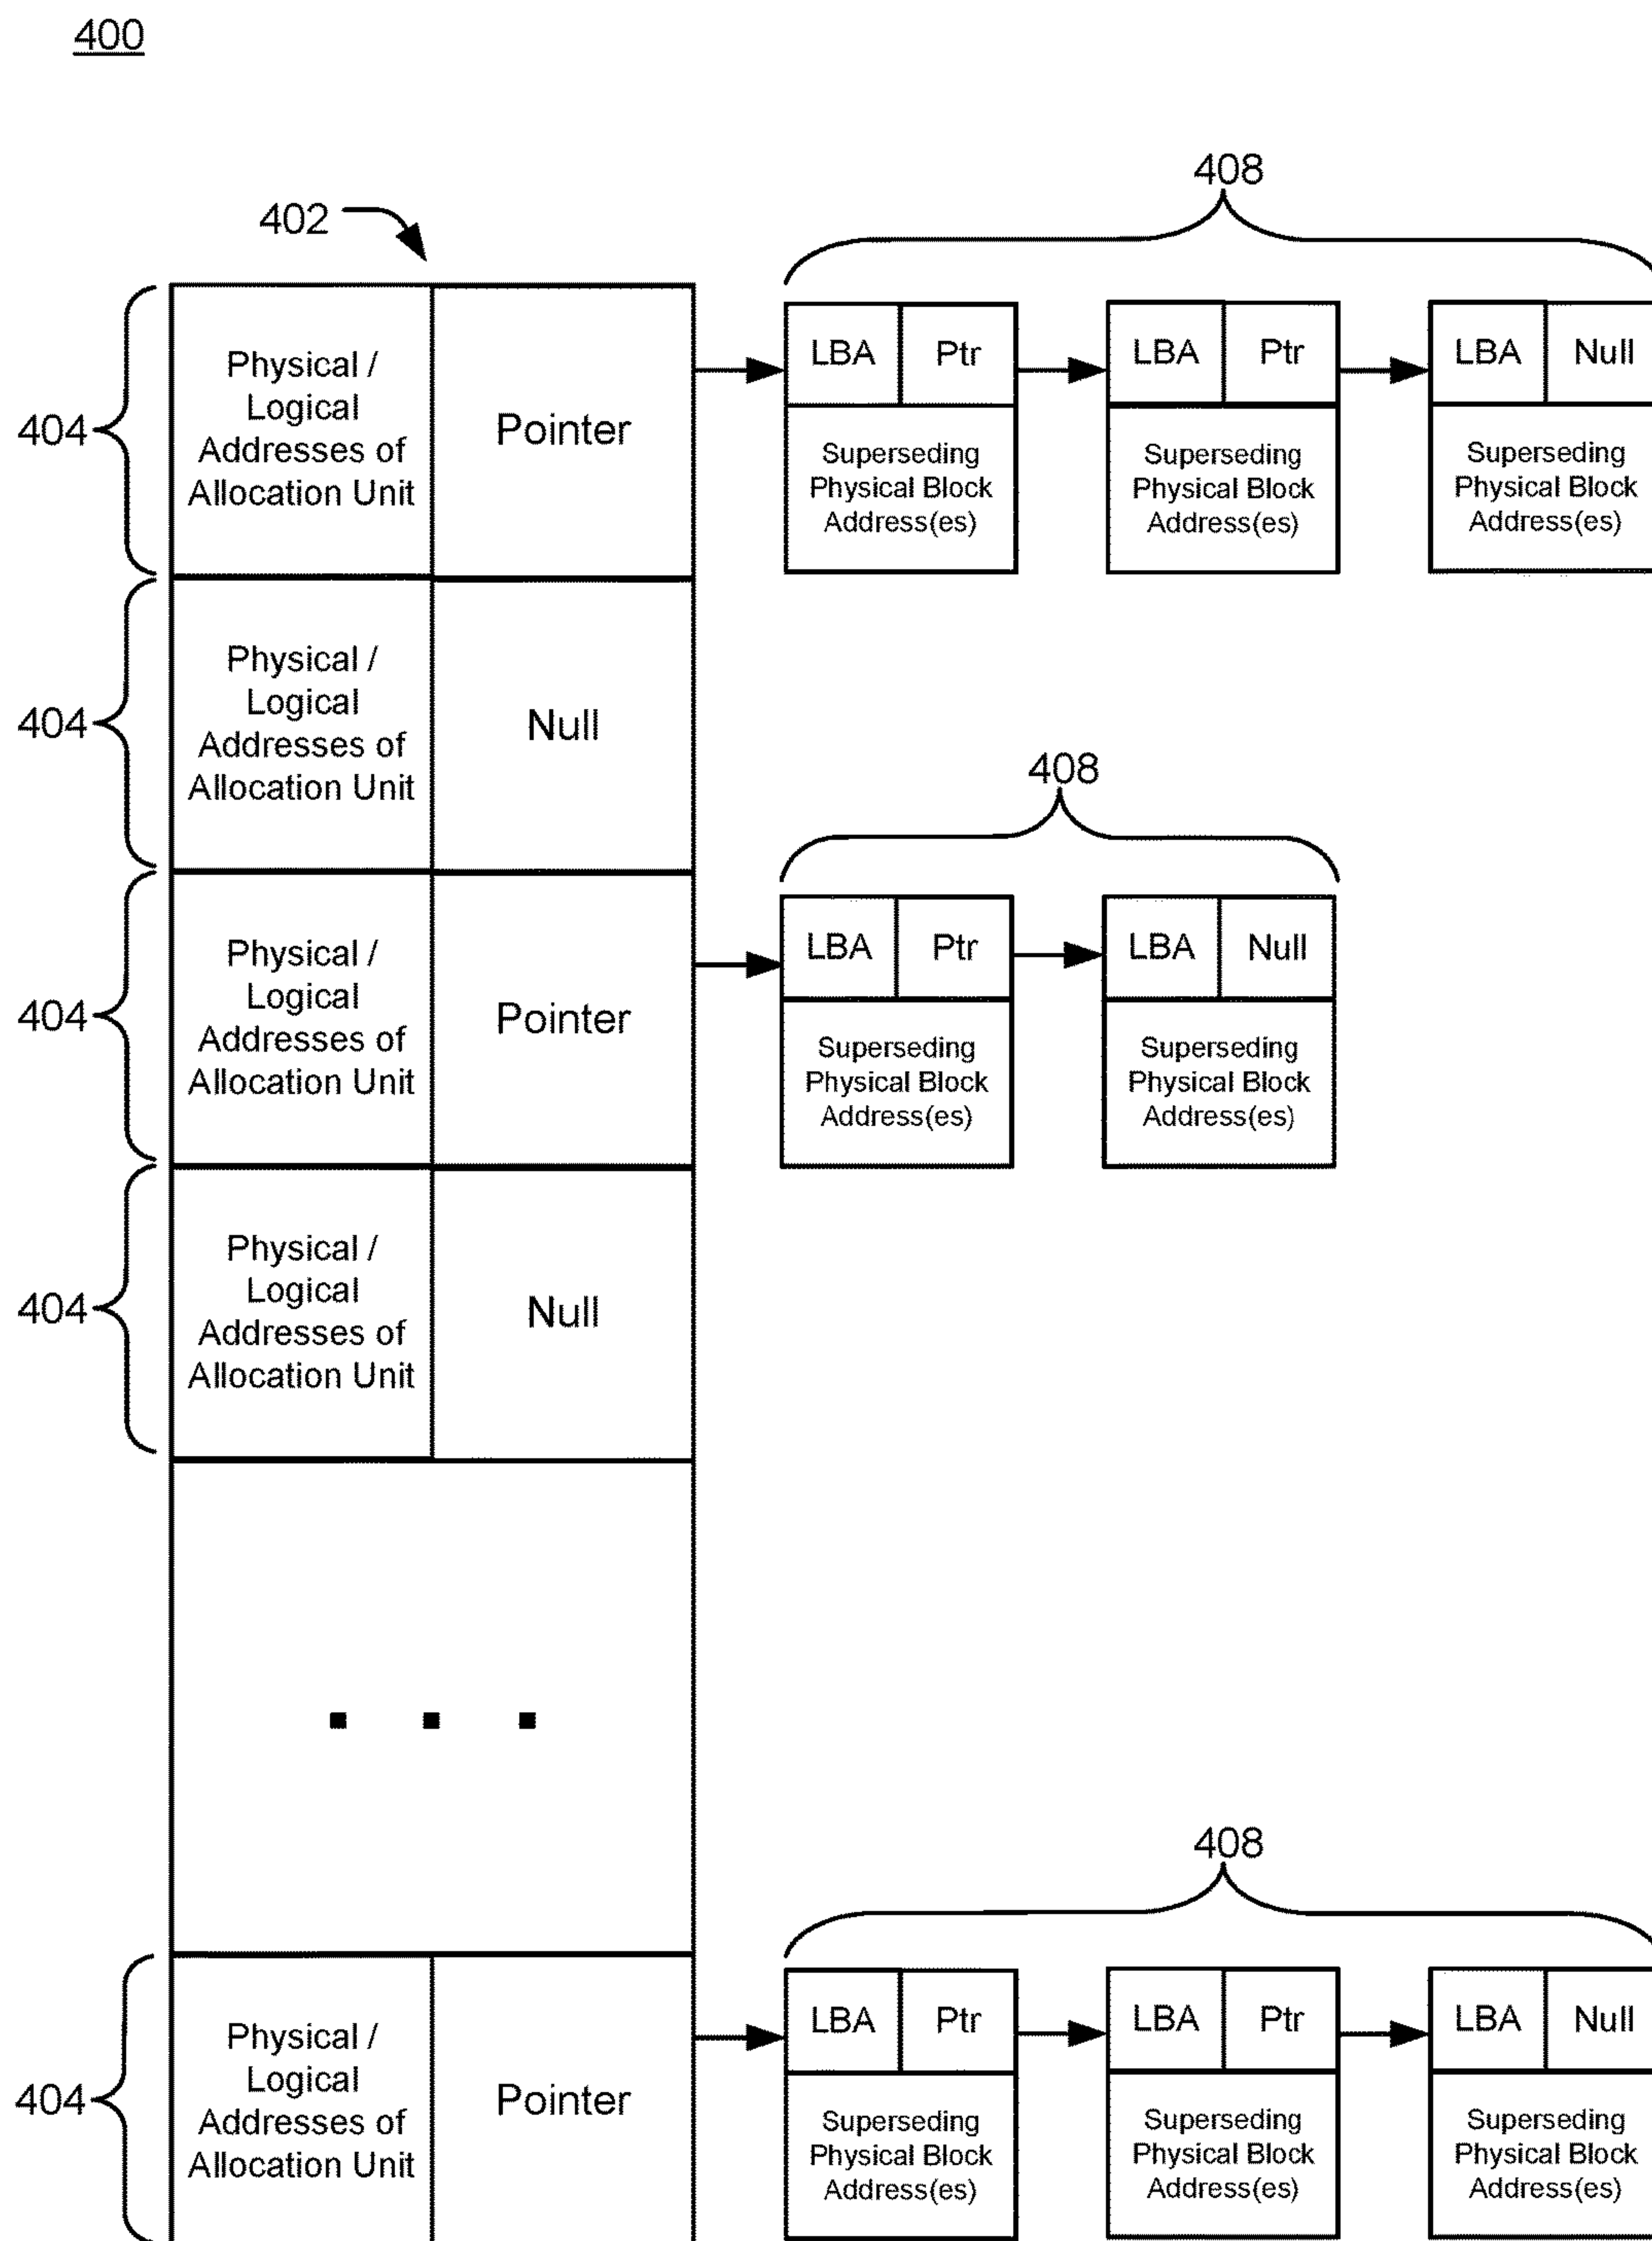 400
408
402
Physical /
Logical
Addresses of
Allocation Unit
Pointer
404
LBA Ptr
Superseding
Physical Block
Address(es)
LBA Ptr
Superseding
Physical Block
Address(es)
LBA Null
Superseding
Physical Block
Address(es)
404
Physical /
Logical
Addresses of
Allocation Unit
Null
408
404
Physical /
Logical
Addresses of
Allocation Unit
Pointer
LBA Ptr
Superseding
Physical Block
Address(es)
LBA Null
Superseding
Physical Block
Address(es)
404
Physical /
Logical
Addresses of
Allocation Unit
Null
. . .
408
404
Physical /
Logical
Addresses of
Allocation Unit
Pointer
LBA Ptr
Superseding
Physical Block
Address(es)
LBA Ptr
Superseding
Physical Block
Address(es)
LBA Null
Superseding
Physical Block
Address(es)